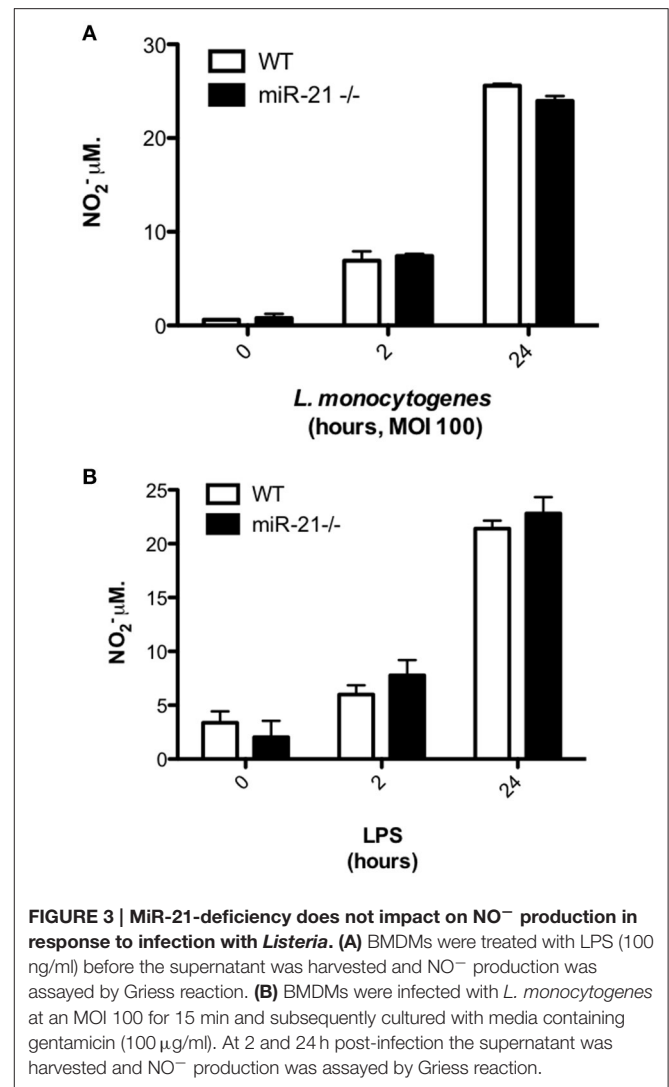 A
30
20
10
0
NO₂⁻ μM.
WT
miR-21 -/-
0
2
24
L. monocytogenes
(hours, MOI 100)
B
25
20
15
10
5
0
NO₂⁻ μM.
WT
miR-21-/-
0
2
24
LPS
(hours)
FIGURE 3 | MiR-21-deficiency does not impact on NO⁻ production in
response to infection with Listeria. (A) BMDMs were treated with LPS (100
ng/ml) before the supernatant was harvested and NO⁻ production was
assayed by Griess reaction. (B) BMDMs were infected with L. monocytogenes
at an MOI 100 for 15 min and subsequently cultured with media containing
gentamicin (100 μg/ml). At 2 and 24 h post-infection the supernatant was
harvested and NO⁻ production was assayed by Griess reaction.